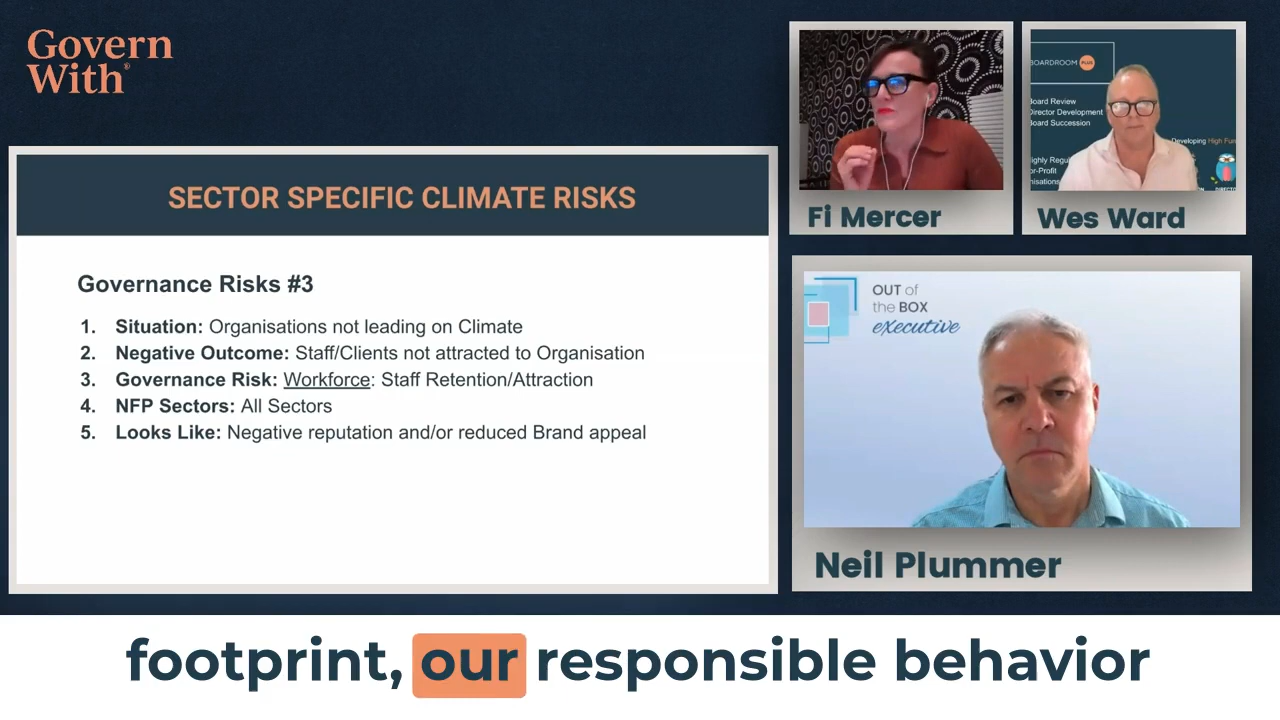 Govern
With®
SECTOR SPECIFIC CLIMATE RISKS
Governance Risks #3
1. Situation: Organisations not leading on Climate
2. Negative Outcome: Staff/Clients not attracted to Organisation
3. Governance Risk: Workforce: Staff Retention/Attraction
4. NFP Sectors: All Sectors
5. Looks Like: Negative reputation and/or reduced Brand appeal
Fi Mercer
BOARDROOM PLUS
Board Review
Director Development
Board Succession
Developing High
Wes Ward
OUT of
the BOX
executive
Neil Plummer
footprint, our responsible behavior